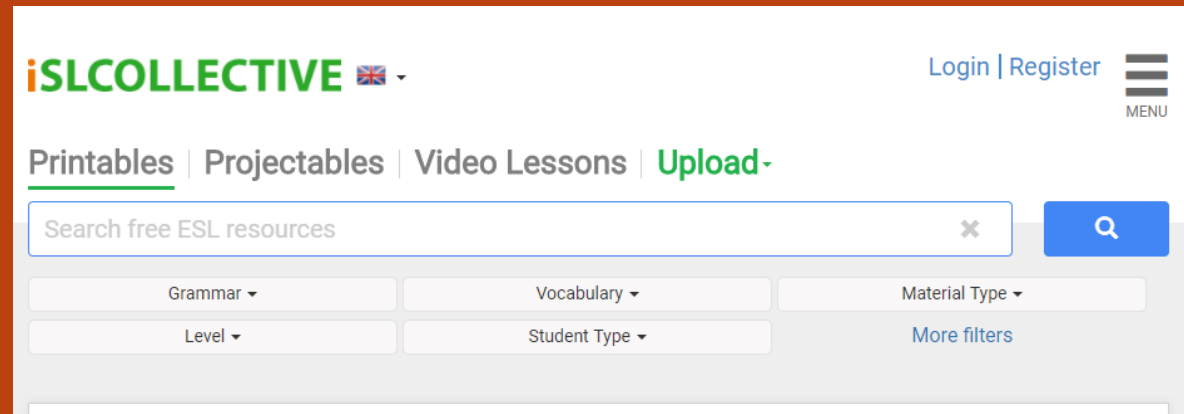 iSLCOLLECTIVE
Login | Register
MENU
Printables | Projectables | Video Lessons | Upload
Search free ESL resources
Grammar Vocabulary Material Type
Level Student Type More filters